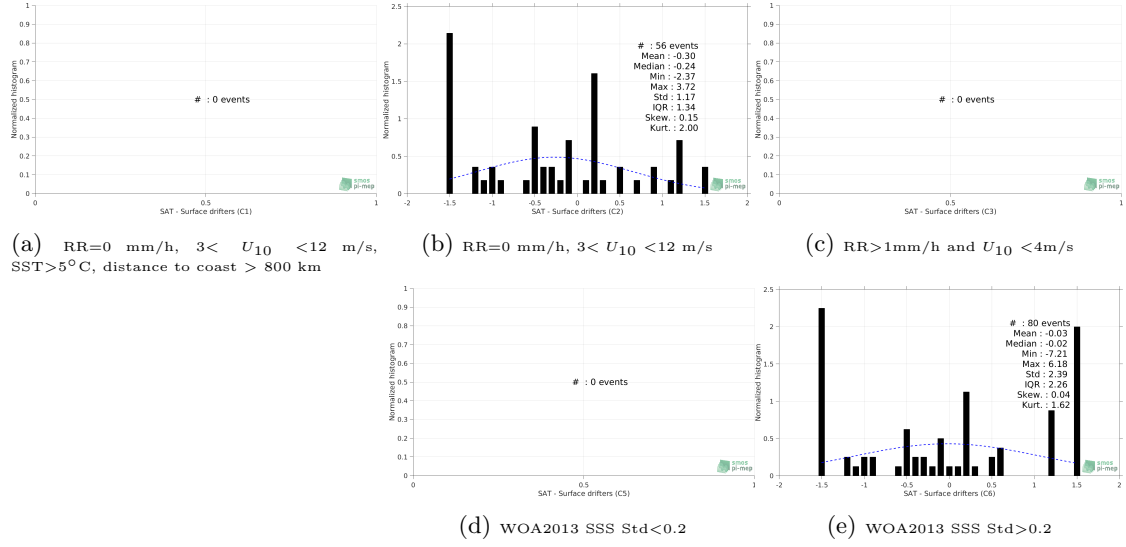 1
0.9
0.8
0.7
0.6
0.5
0.4
0.3
0.2
0.1
0
Normalized histogram
# : 0 events
0 0.5 1
SAT - Surface drifters (C1)
smos
pi-mep
(a) RR=0 mm/h, 3< U10 <12 m/s,
SST>5°C, distance to coast > 800 km
2.5
2
1.5
1
0.5
0
Normalized histogram
# : 56 events
Mean : -0.30
Median : -0.24
Min : -2.37
Max : 3.72
Std : 1.17
IQR : 1.34
Skew. : 0.15
Kurt. : 2.00
-2 -1.5 -1 -0.5 0 0.5 1 1.5 2
SAT - Surface drifters (C2)
smos
pi-mep
(b) RR=0 mm/h, 3< U10 <12 m/s
1
0.9
0.8
0.7
0.6
0.5
0.4
0.3
0.2
0.1
0
Normalized histogram
# : 0 events
0 0.5 1
SAT - Surface drifters (C3)
smos
pi-mep
(c) RR>1mm/h and U10 <4m/s
1
0.9
0.8
0.7
0.6
0.5
0.4
0.3
0.2
0.1
0
Normalized histogram
# : 0 events
0 0.5 1
SAT - Surface drifters (C5)
smos
pi-mep
(d) WOA2013 SSS Std<0.2
2.5
2
1.5
1
0.5
0
Normalized histogram
# : 80 events
Mean : -0.03
Median : -0.02
Min : -7.21
Max : 6.18
Std : 2.39
IQR : 2.26
Skew. : 0.04
Kurt. : 1.62
-2 -1.5 -1 -0.5 0 0.5 1 1.5 2
SAT - Surface drifters (C6)
smos
pi-mep
(e) WOA2013 SSS Std>0.2